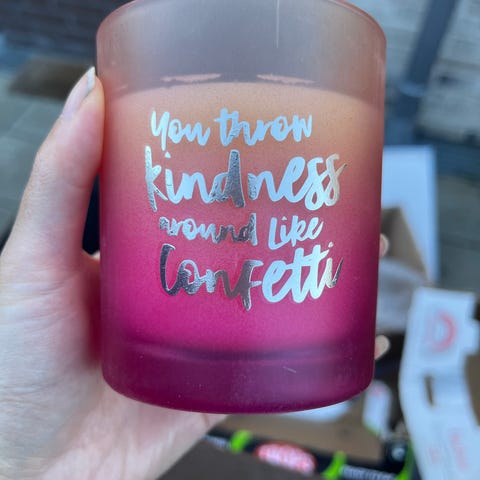 You throw
kindness
around Like
Confetti